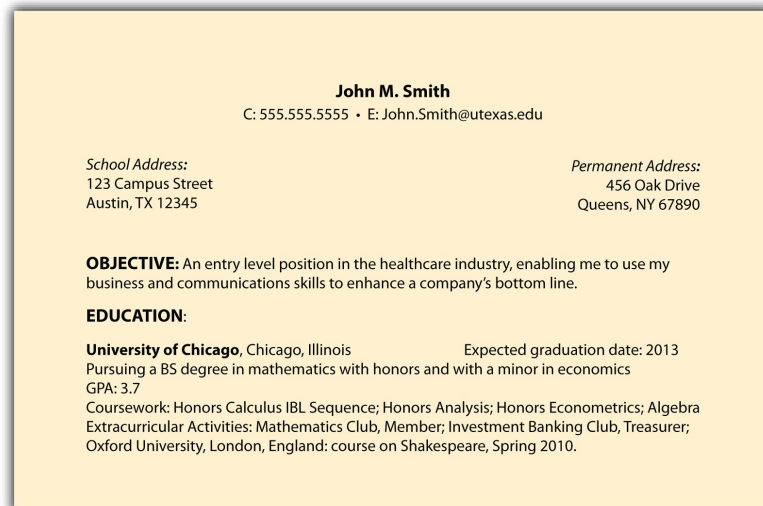 John M. Smith
C: 555.555.5555 • E: John.Smith@utexas.edu
School Address:
123 Campus Street
Austin, TX 12345
Permanent Address:
456 Oak Drive
Queens, NY 67890
OBJECTIVE: An entry level position in the healthcare industry, enabling me to use my
business and communications skills to enhance a company's bottom line.
EDUCATION:
University of Chicago, Chicago, Illinois Expected graduation date: 2013
Pursuing a BS degree in mathematics with honors and with a minor in economics
GPA: 3.7
Coursework: Honors Calculus IBL Sequence; Honors Analysis; Honors Econometrics; Algebra
Extracurricular Activities: Mathematics Club, Member; Investment Banking Club, Treasurer;
Oxford University, London, England: course on Shakespeare, Spring 2010.